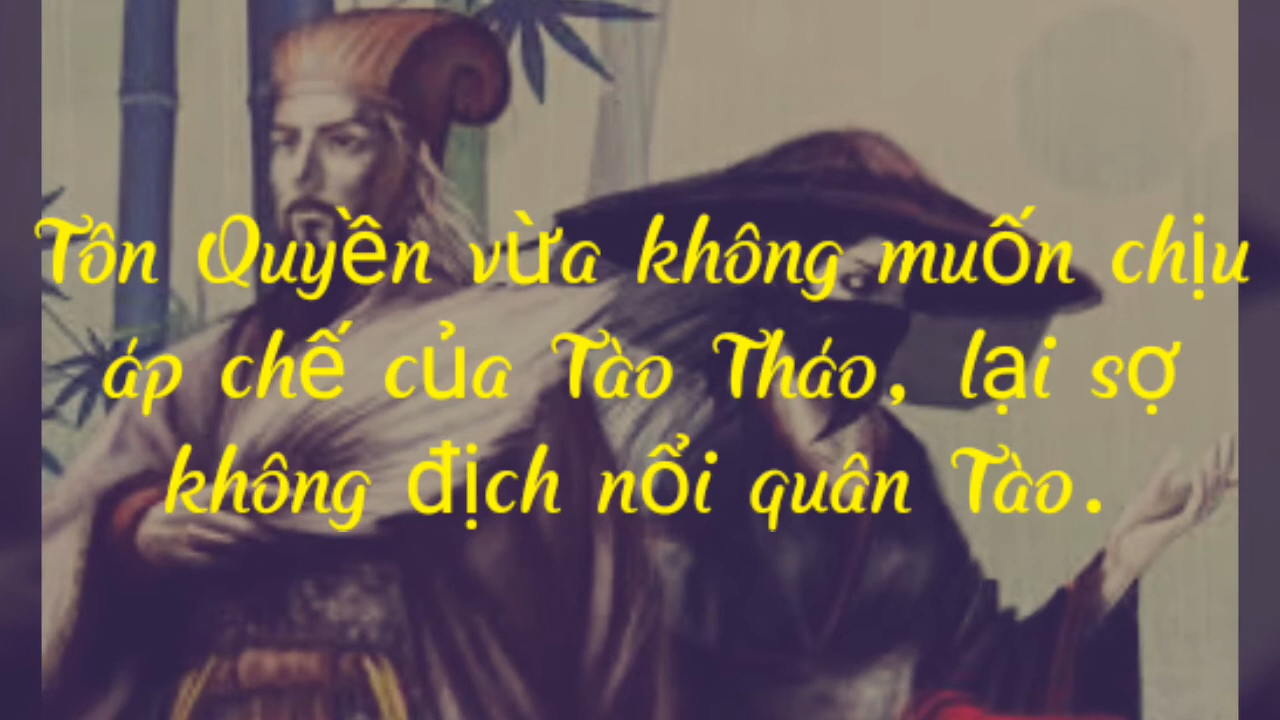 Tôn Quyền vừa không muốn chịu
áp chế của Tào Tháo, lại sợ
không địch nổi quân Tào.